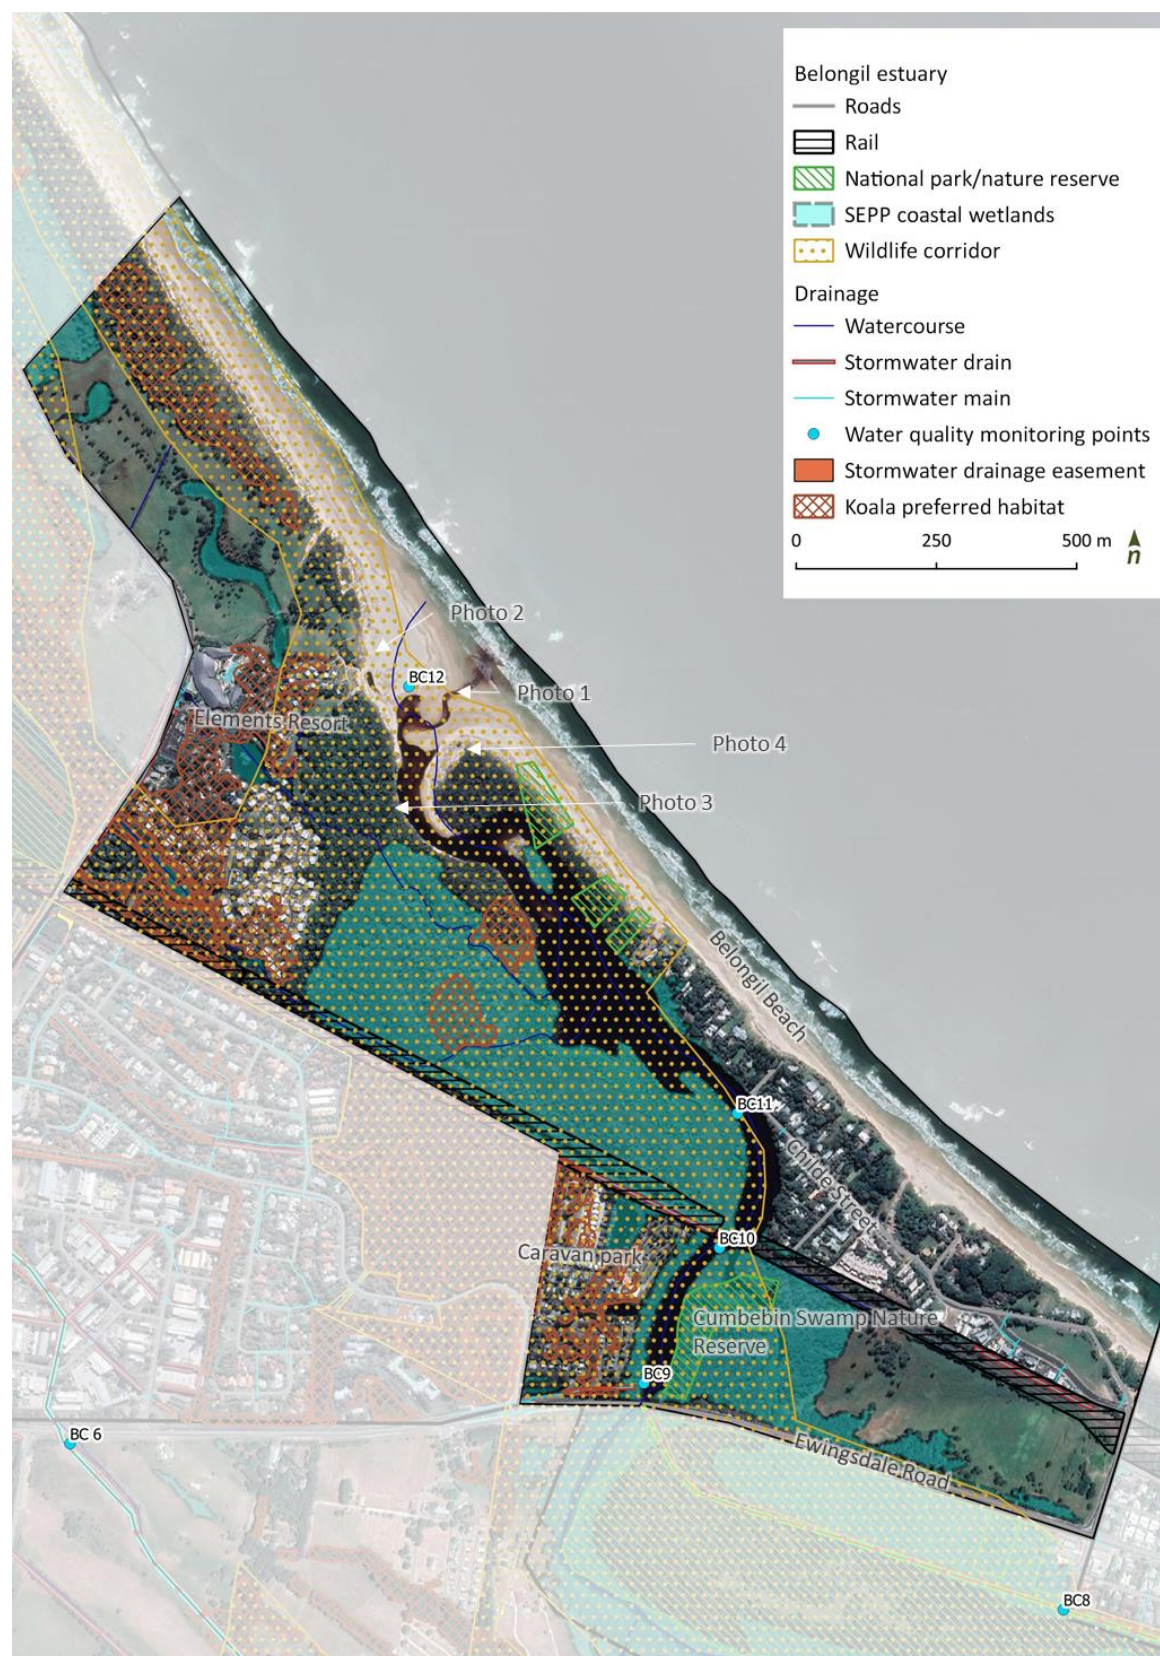 Belongil estuary
Roads
Rail
National park/nature reserve
SEPP coastal wetlands
Wildlife corridor
Drainage
Watercourse
Stormwater drain
Stormwater main
Water quality monitoring points
Stormwater drainage easement
Koala preferred habitat
0 250 500 m
n
Photo 2
BC12
Photo 1
Elements Resort
Photo 4
Photo 3
Belongil Beach
BC11
Childe Street
BC10
Caravan park
Cumbebin Swamp Nature
Reserve
BC9
BC 6
Ewingsdale Road
BC8